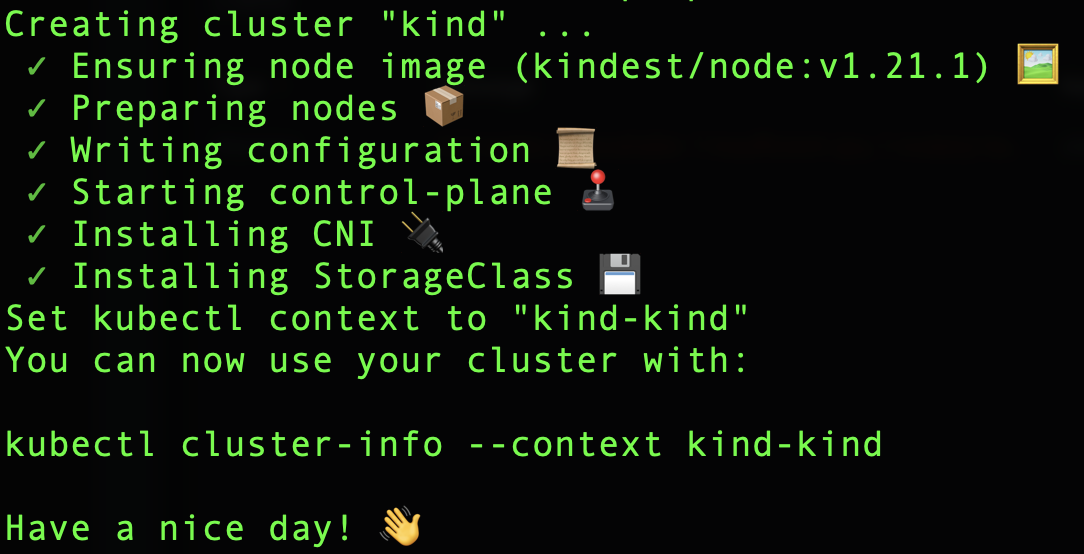 Creating cluster "kind" ...
✓ Ensuring node image (kindest/node:v1.21.1) 🖼
✓ Preparing nodes 📦
✓ Writing configuration 📜
✓ Starting control-plane 🕹️
✓ Installing CNI 🔌
✓ Installing StorageClass 💾
Set kubectl context to "kind-kind"
You can now use your cluster with:
kubectl cluster-info --context kind-kind
Have a nice day! 👋